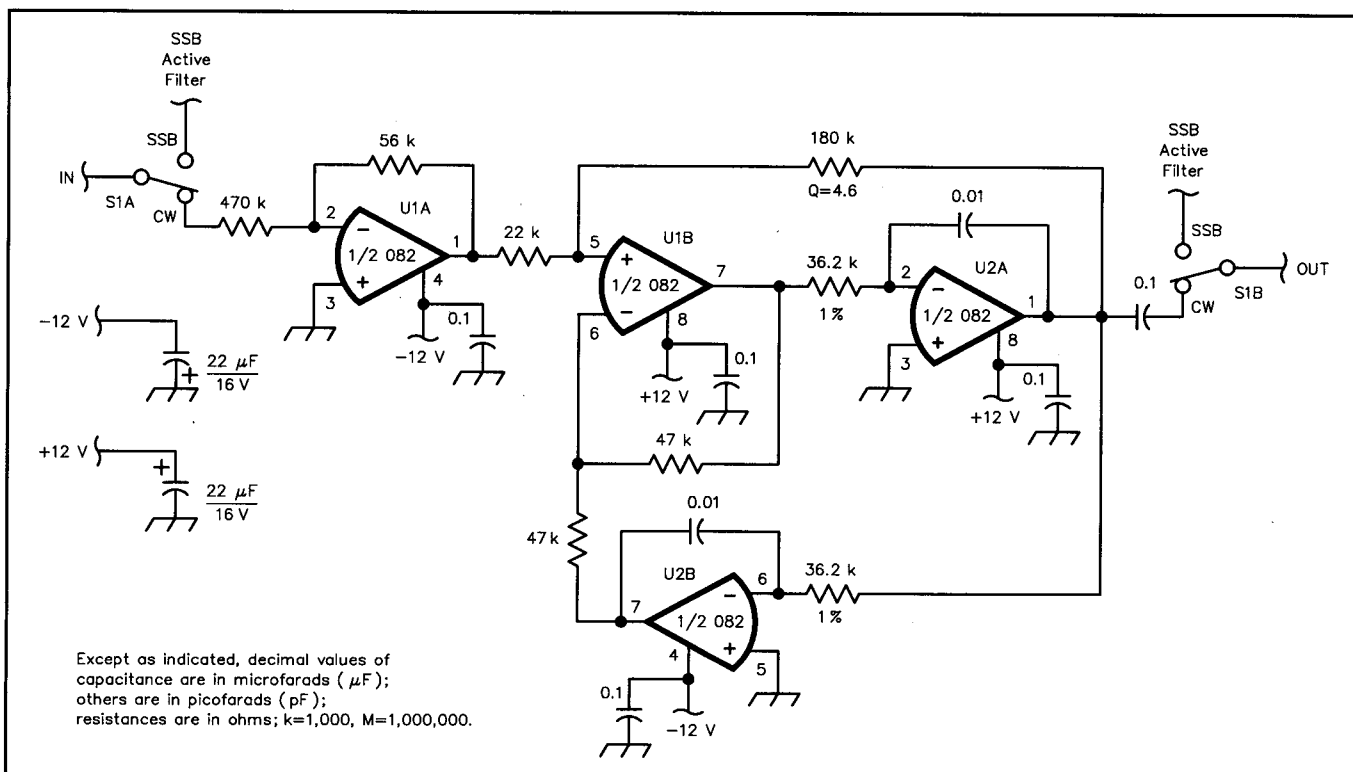 SSB
Active
Filter
SSB
IN
S1A
CW
470 k
56 k
2
U1A
1/2 082
1
4
3
0.1
-12 V
22 k
180 k
Q=4.6
5
U1B
1/2 082
7
6
8
0.1
+12 V
36.2 k
1%
0.01
2
U2A
1/2 082
1
3
8
0.1
+12 V
SSB
Active
Filter
SSB
0.1
CW
S1B
OUT
-12 V
22 µF
16V
+
+12 V
+
22 µF
16V
47 k
47k
0.01
U2B
7
1/2 082
6
36.2 k
1%
4
5
0.1
-12 V
Except as indicated, decimal values of
capacitance are in microfarads ( µF);
others are in picofarads ( pF);
resistances are in ohms; k=1,000, M=1,000,000.